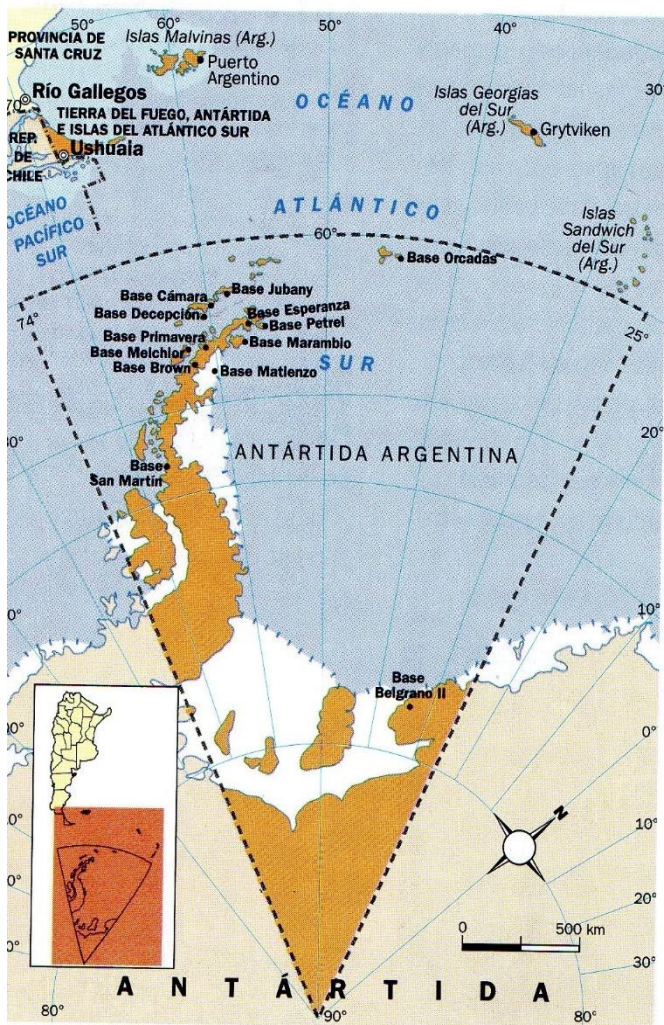 50°
60°
50°
40°
30°
PROVINCIA DE
SANTA CRUZ
Islas Malvinas (Arg.)
Puerto
Argentino
Río Gallegos
70°
TIERRA DEL FUEGO, ANTÁRTIDA
E ISLAS DEL ATLÁNTICO SUR
Ushuaia
REP.
DE
CHILE
OCÉANO
Islas Georgias
del Sur
(Arg.)
Grytviken
OCÉANO
PACÍFICO
SUR
ATLÁNTICO
Islas
Sandwich
del Sur
(Arg.)
60°
Base Orcadas
74°
Base Jubany
Base Cámara
Base Decepción
Base Esperanza
Base Petrel
Base Primavera
Base Marambio
Base Melchior
Base Brown
Base Matienzo
SUR
25°
20°
80°
ANTÁRTIDA ARGENTINA
Base
San Martín
10°
Base
Belgrano II
0°
N
10°
20°
30°
0
500 km
ANTÁRTIDA
80°
90°
80°